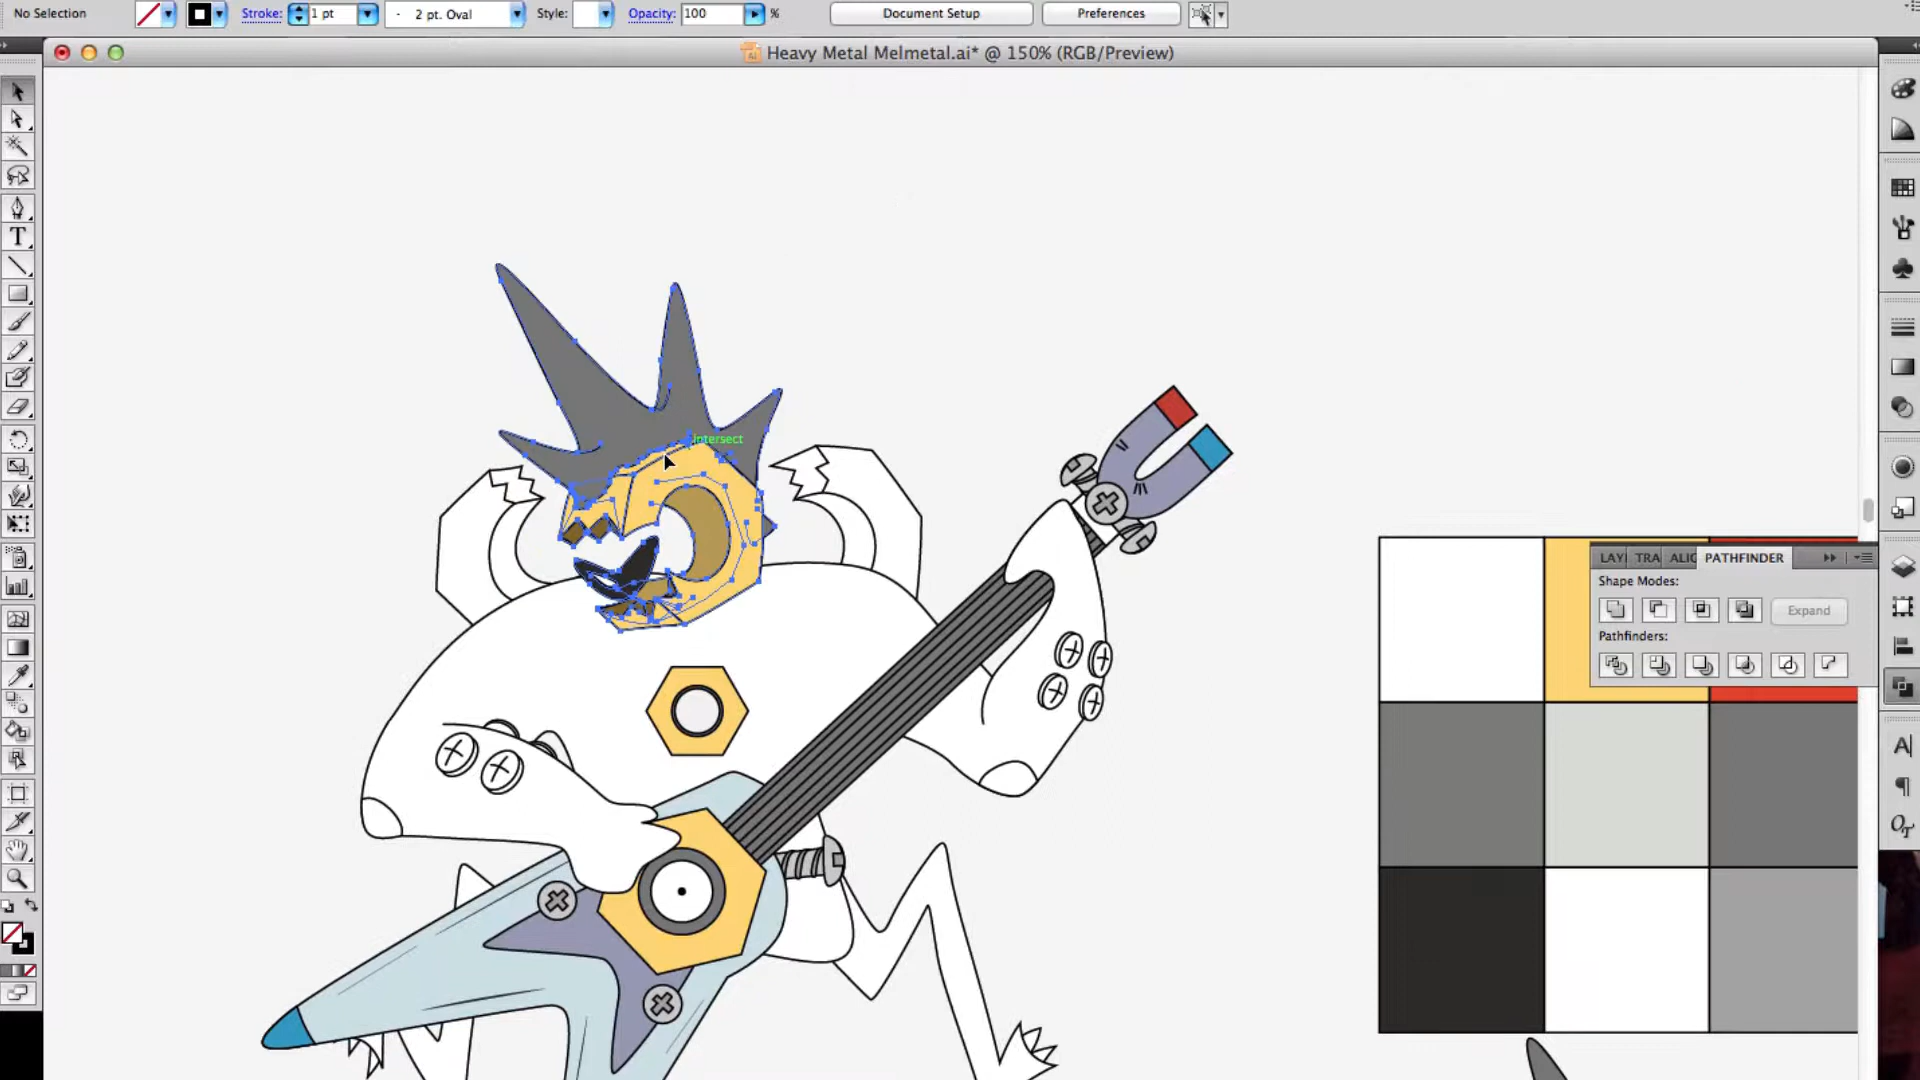 No Selection
Stroke: 1 pt 2 pt. Oval Style: Opacity: 100 % Document Setup Preferences
Heavy Metal Melmetal.ai* @ 150% (RGB/Preview)
intersect
LAYI TRA ALIG PATHFINDER
Shape Modes:
Expand
Pathfinders: